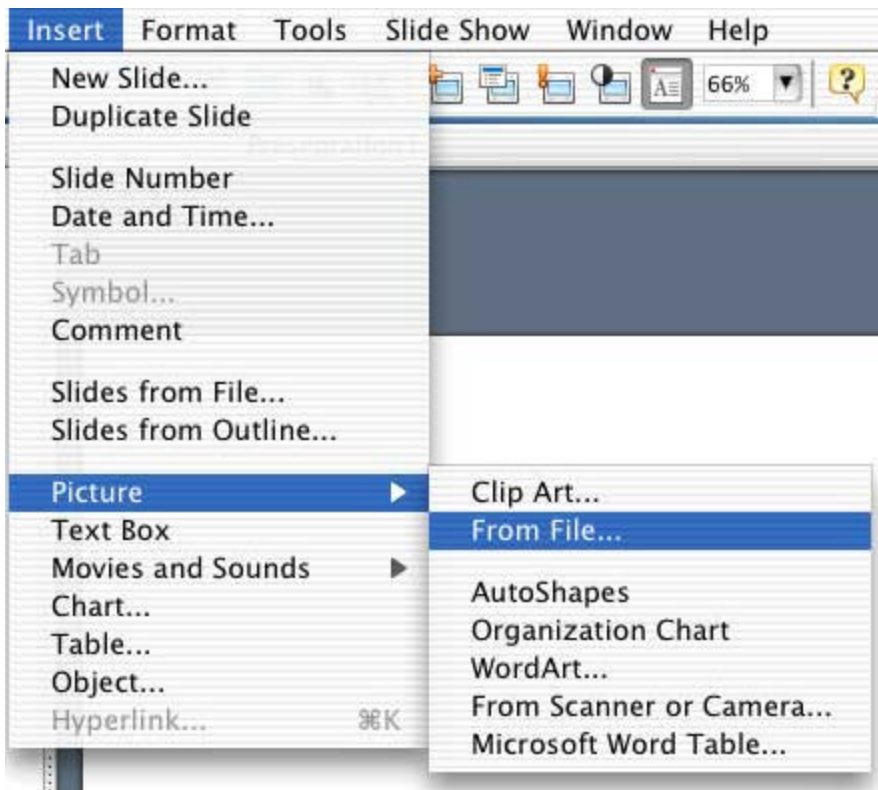 Insert Format Tools Slide Show Window Help
66%
New Slide...
Duplicate Slide
Presentation1
Slide Number
Date and Time...
Tab
Symbol...
Comment
Slides from File...
Slides from Outline...
Picture
Text Box
Movies and Sounds
Chart...
Table...
Object...
Hyperlink... ⌘K
Clip Art...
From File...
AutoShapes
Organization Chart
WordArt...
From Scanner or Camera...
Microsoft Word Table...